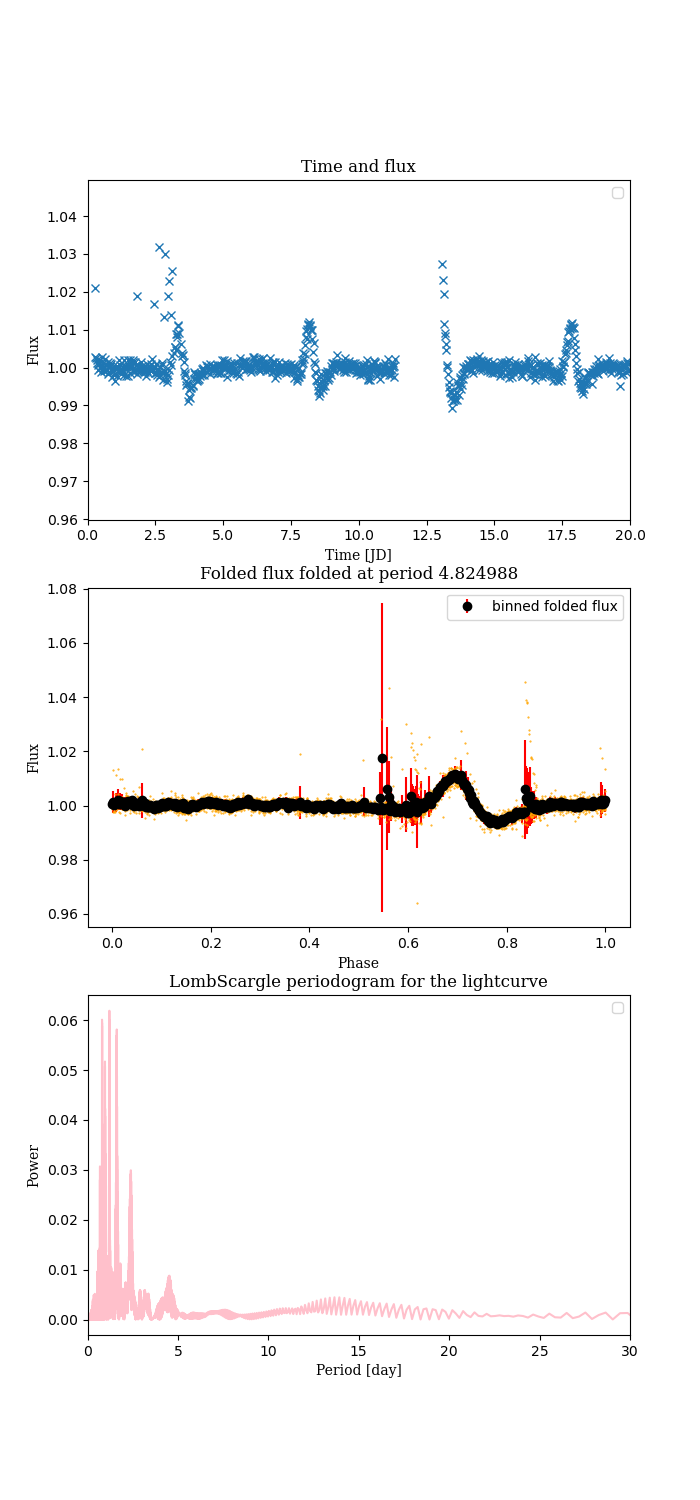 Time and flux
1.04
1.03
1.02
1.01
1.00
0.99
0.98
0.97
0.96
Flux
0.0 2.5 5.0 7.5 10.0 12.5 15.0 17.5 20.0
Time [JD]
Folded flux folded at period 4.824988
binned folded flux
1.08
1.06
1.04
1.02
1.00
0.98
0.96
Flux
0.0 0.2 0.4 0.6 0.8 1.0
Phase
LombScargle periodogram for the lightcurve
0.06
0.05
0.04
0.03
0.02
0.01
0.00
Power
0 5 10 15 20 25 30
Period [day]